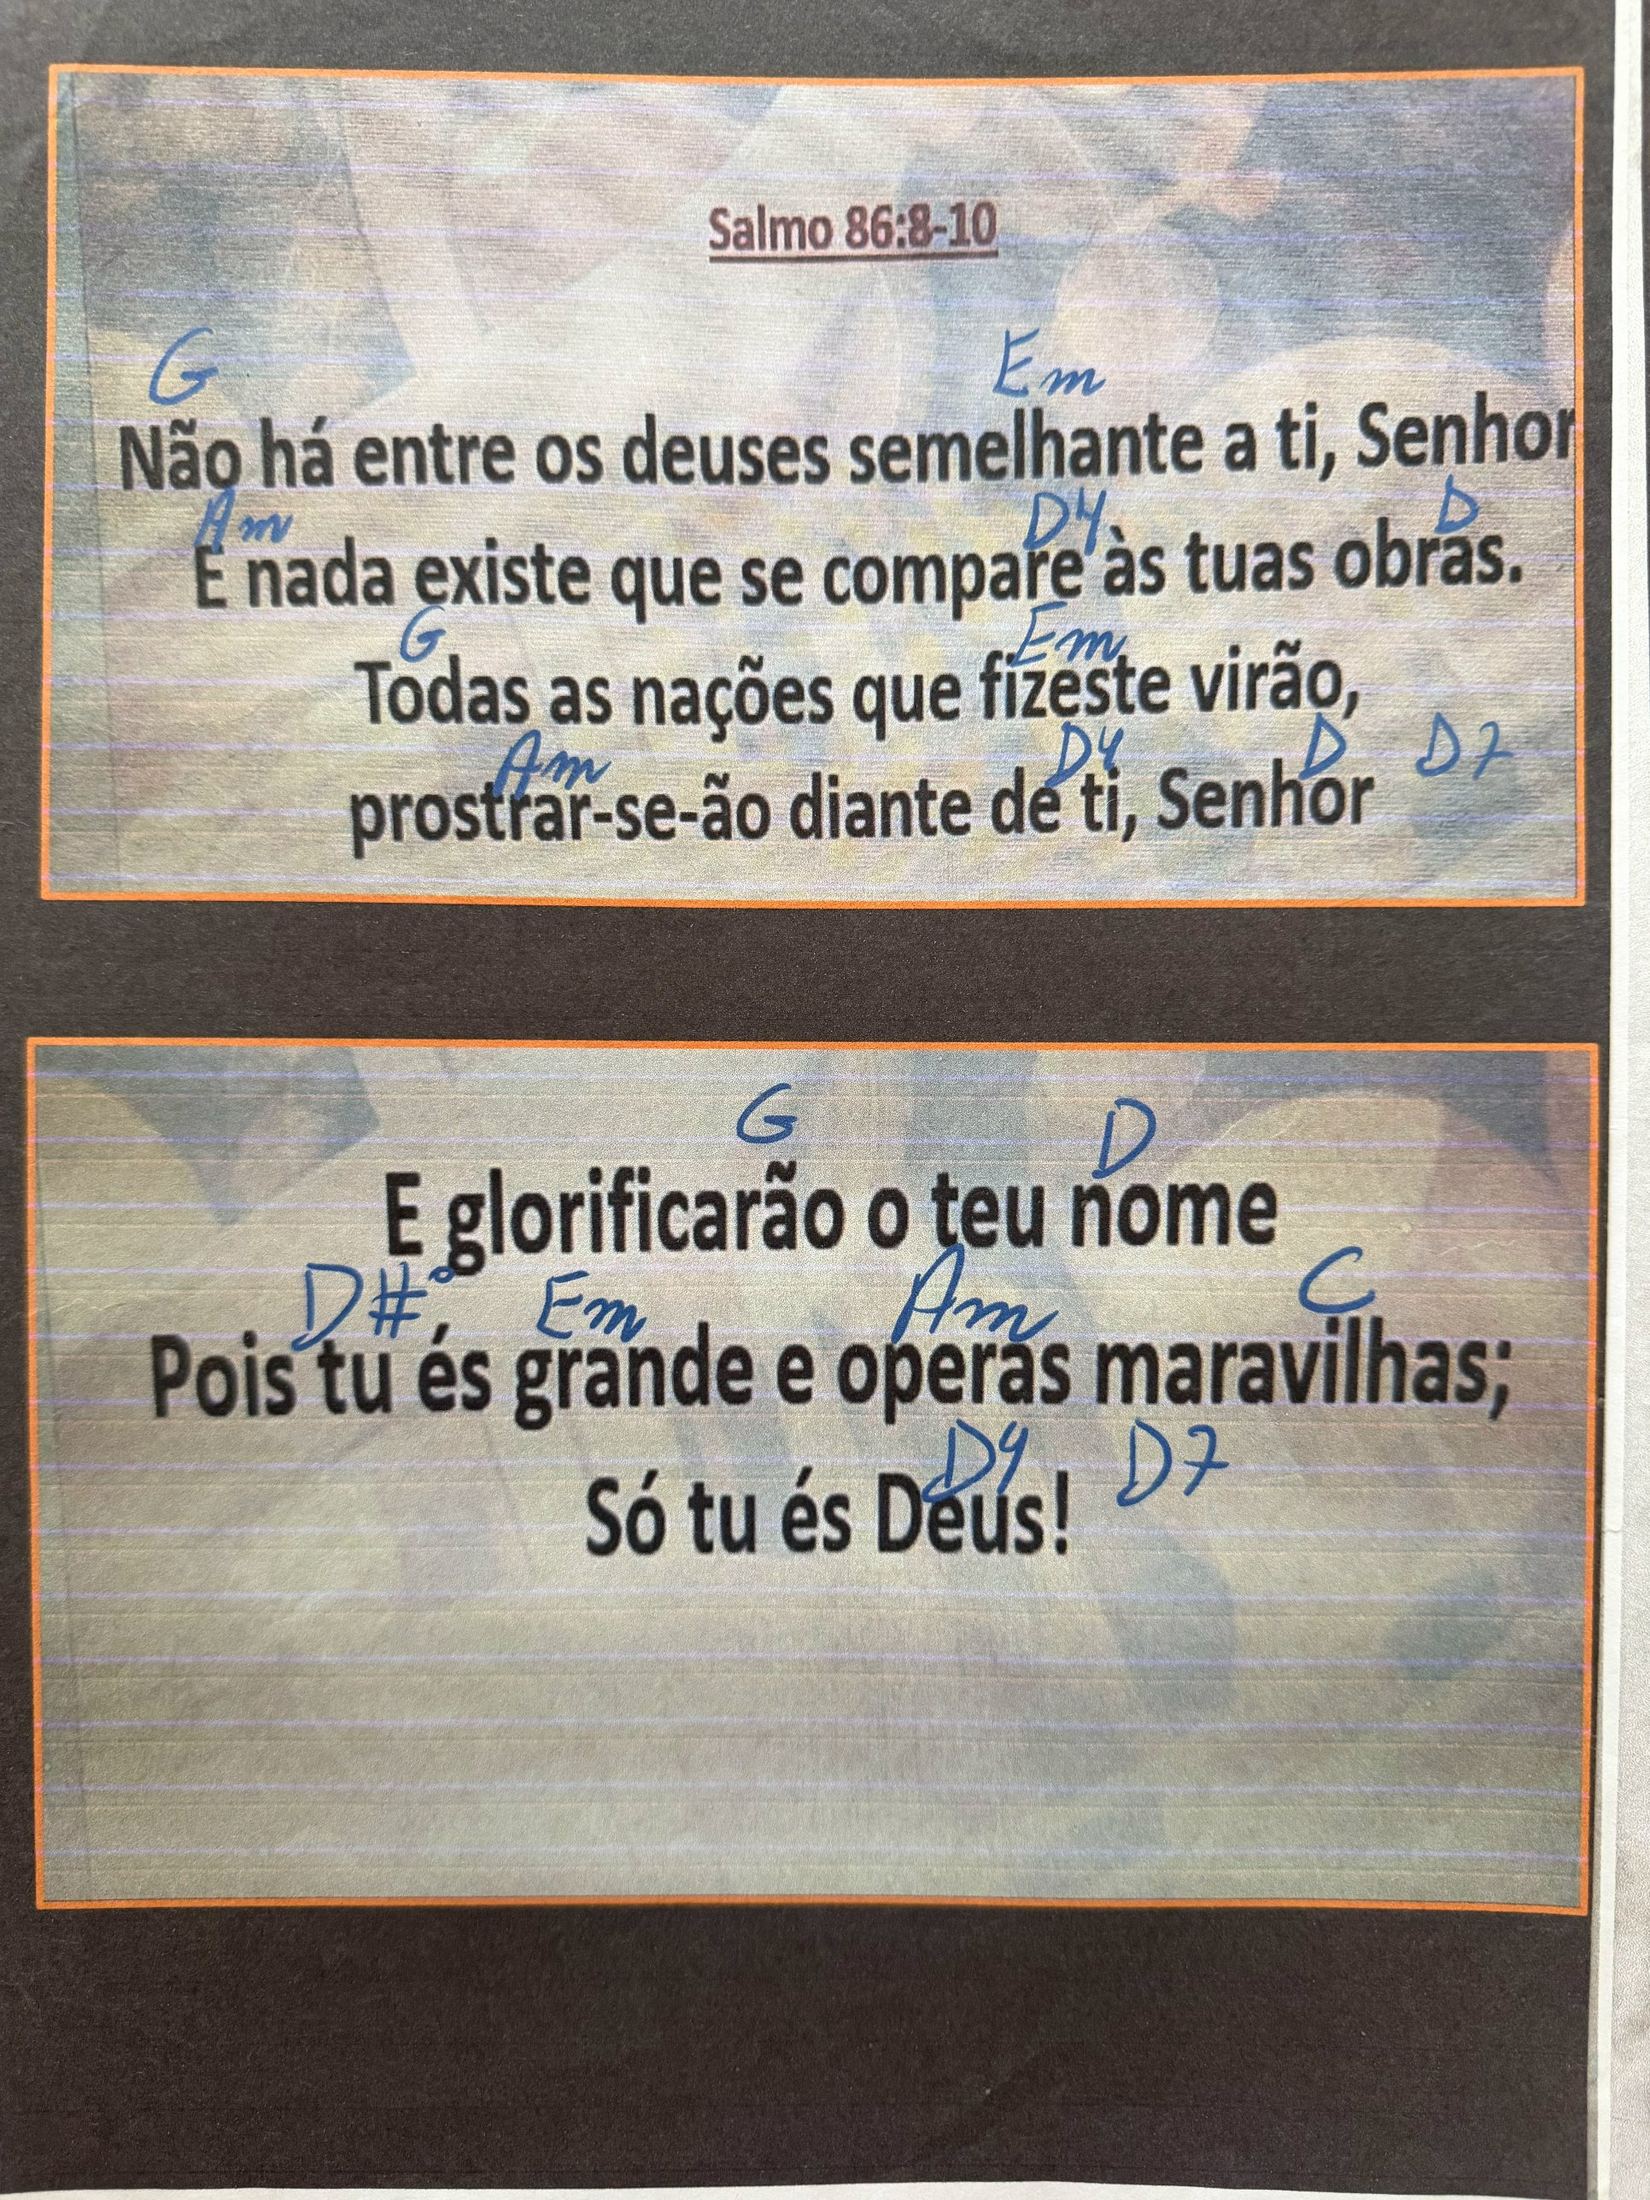 Salmo 86:8-10
G Em
Não há entre os deuses semelhante a ti, Senhor
Am D4 D
E nada existe que se compare às tuas obras.
G Em
Todas as nações que fizeste virão,
Am D4 D D7
prostrar-se-ão diante de ti, Senhor
G D
E glorificarão o teu nome
D#° Em Am C
Pois tu és grande e operas maravilhas;
D4 D7
Só tu és Deus!